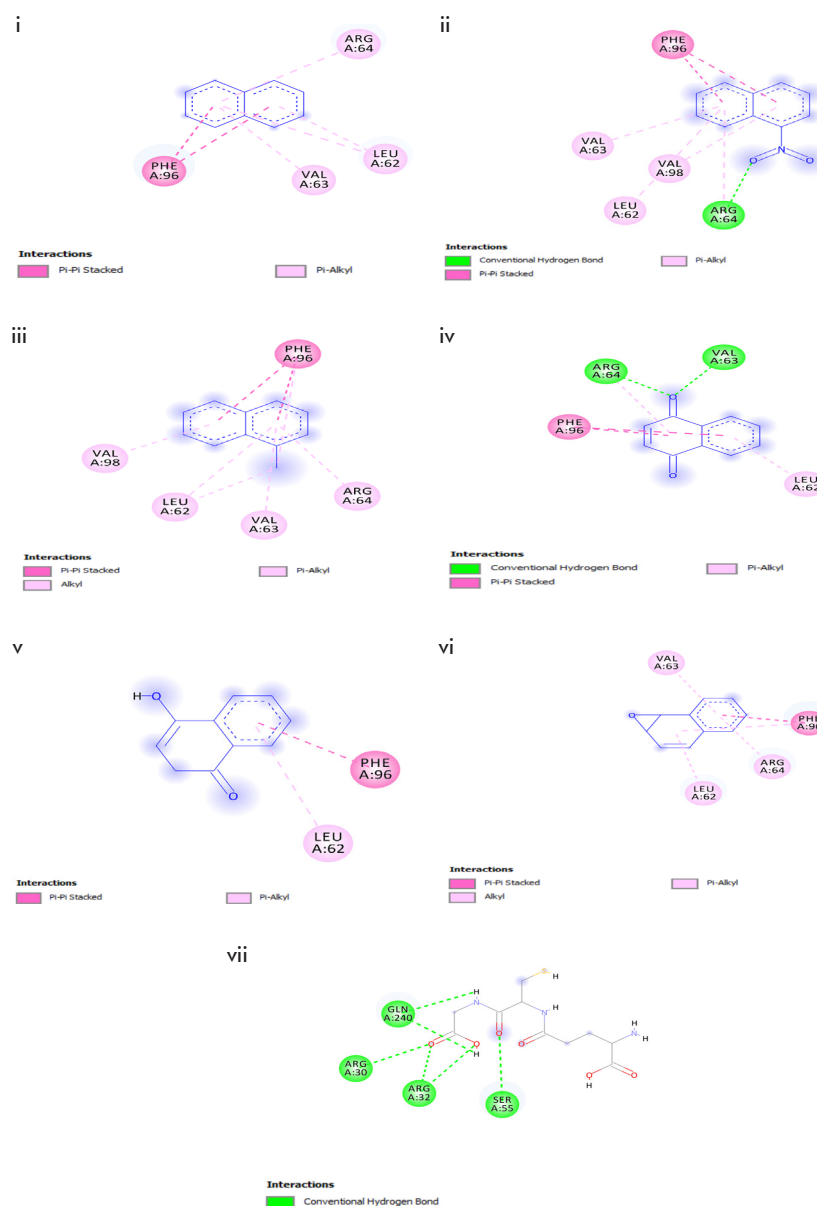 i
ARG
A:64
PHE
A:96
VAL
A:63
LEU
A:62
Interactions
Pi-Pi Stacked
Pi-Alkyl
ii
PHE
A:96
VAL
A:63
VAL
A:98
LEU
A:62
ARG
A:64
N
O
O
Interactions
Conventional Hydrogen Bond
Pi-Pi Stacked
Pi-Alkyl
iii
PHE
A:96
VAL
A:98
LEU
A:62
VAL
A:63
ARG
A:64
Interactions
Pi-Pi Stacked
Alkyl
Pi-Alkyl
iv
ARG
A:64
VAL
A:63
O
PHE
A:96
O
LEU
A:62
Interactions
Conventional Hydrogen Bond
Pi-Pi Stacked
Pi-Alkyl
v
H
O
O
PHE
A:96
LEU
A:62
Interactions
Pi-Pi Stacked
Pi-Alkyl
vi
VAL
A:63
O
PHE
A:96
ARG
A:64
LEU
A:62
Interactions
Pi-Pi Stacked
Alkyl
Pi-Alkyl
vii
H
H
N
GLN
A:240
N
H
O
O
O
H
O
N
H
H
ARG
A:30
ARG
A:32
SER
A:55
O
H
O
Interactions
Conventional Hydrogen Bond